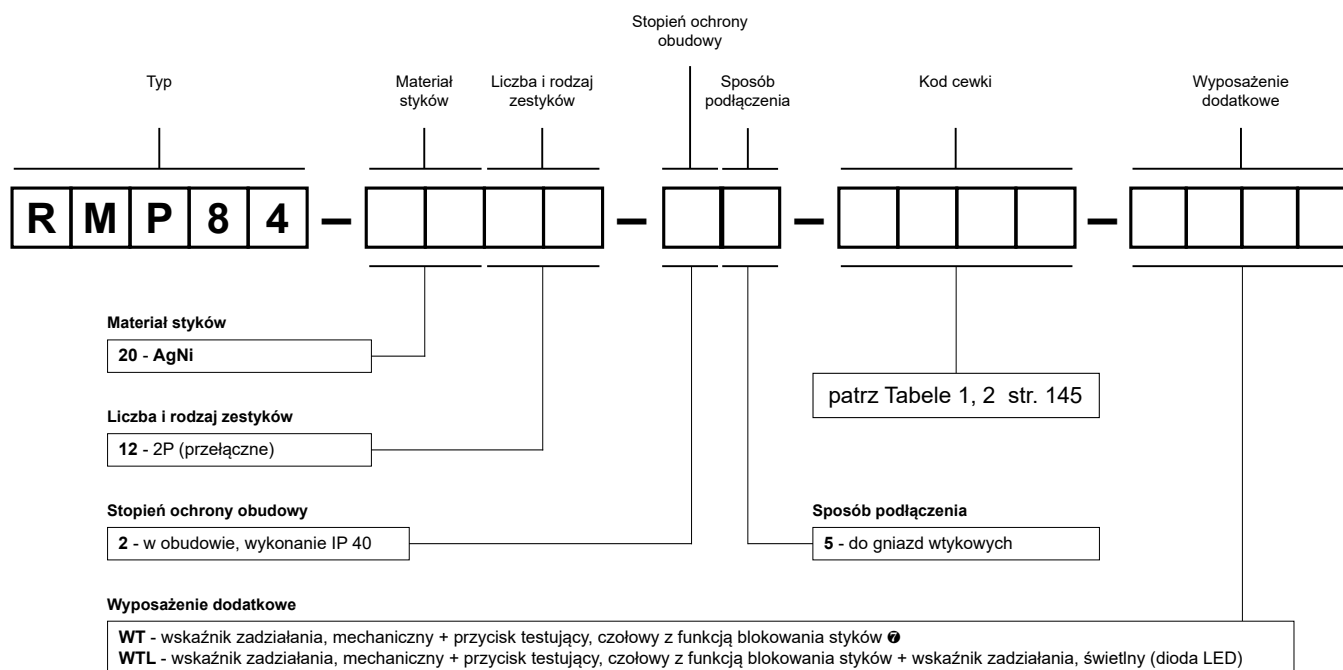 Stopień ochrony
obudowy
Typ
Materiał
styków
Liczba i rodzaj
zestyków
Sposób
podłączenia
Kod cewki
Wyposażenie
dodatkowe
R M P 8 4 – – – –
Materiał styków
20 - AgNi
patrz Tabele 1, 2 str. 145
Liczba i rodzaj zestyków
12 - 2P (przełączne)
Stopień ochrony obudowy
2 - w obudowie, wykonanie IP 40
Sposób podłączenia
5 - do gniazd wtykowych
Wyposażenie dodatkowe
WT - wskaźnik zadziałania, mechaniczny + przycisk testujący, czołowy z funkcją blokowania styków ❼
WTL - wskaźnik zadziałania, mechaniczny + przycisk testujący, czołowy z funkcją blokowania styków + wskaźnik zadziałania, świetlny (dioda LED)